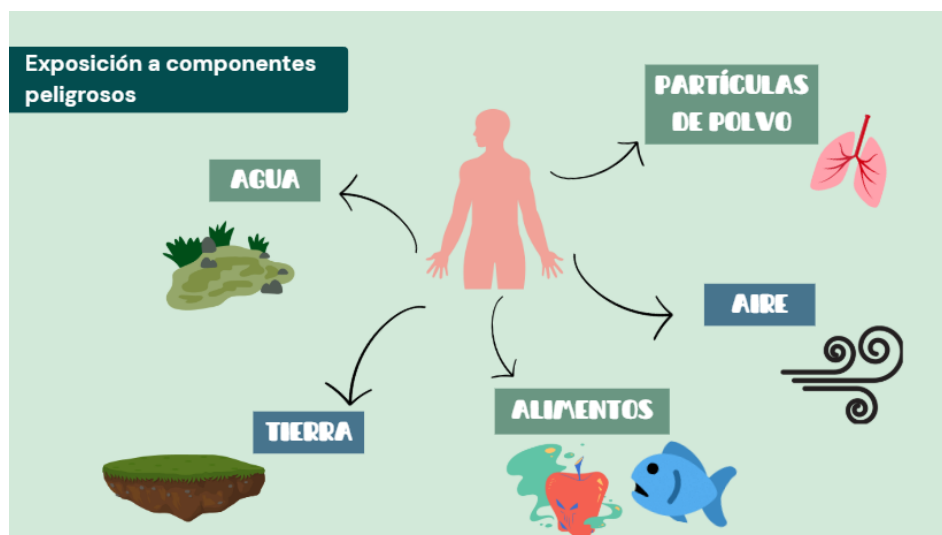 Exposición a componentes
peligrosos
PARTÍCULAS
DE POLVO
AGUA
AIRE
ALIMENTOS
TIERRA